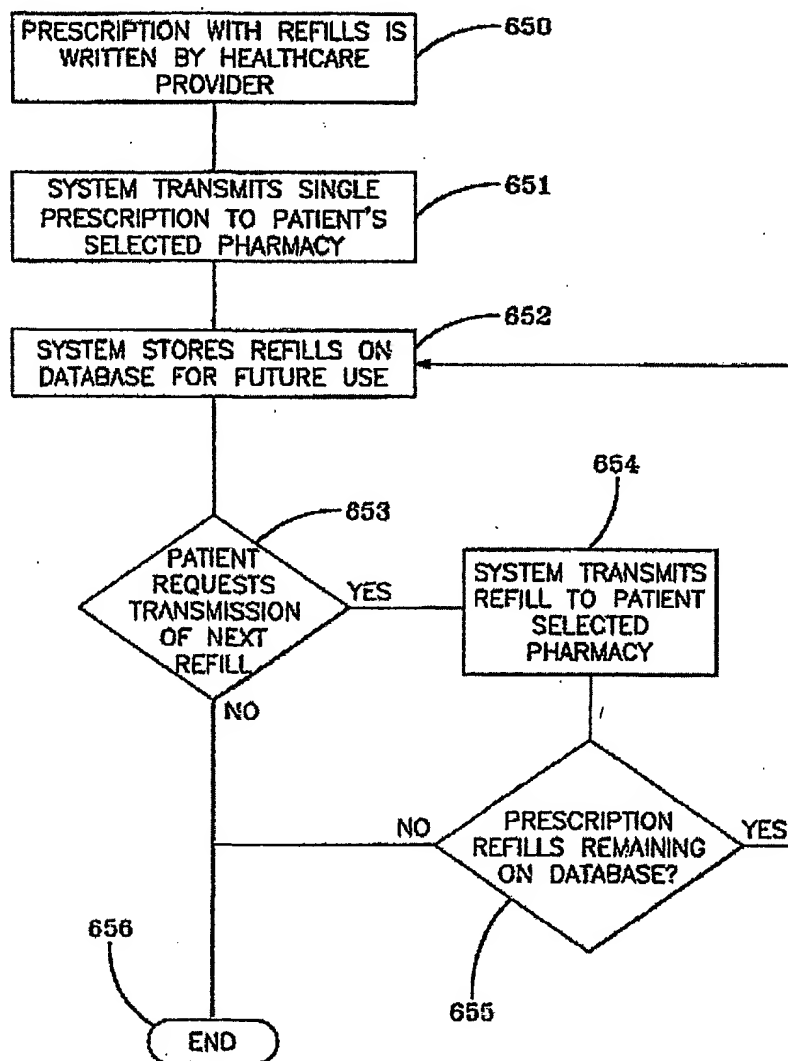 PRESCRIPTION WITH REFILLS IS
WRITTEN BY HEALTHCARE
PROVIDER
650
SYSTEM TRANSMITS SINGLE
PRESCRIPTION TO PATIENT'S
SELECTED PHARMACY
651
SYSTEM STORES REFILLS ON
DATABASE FOR FUTURE USE
652
PATIENT
REQUESTS
TRANSMISSION
OF NEXT
REFILL
653
YES
NO
SYSTEM TRANSMITS
REFILL TO PATIENT
SELECTED
PHARMACY
654
PRESCRIPTION
REFILLS REMAINING
ON DATABASE?
NO
YES
655
656
END